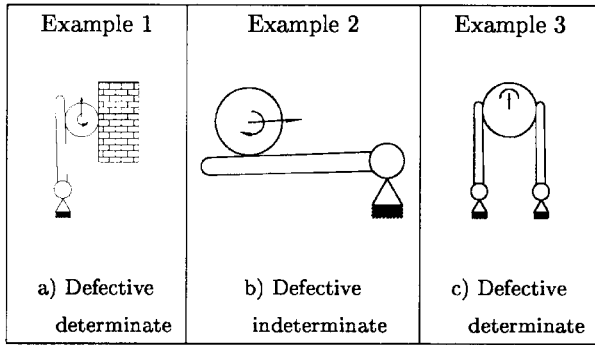 Example 1
Example 2
Example 3
a) Defective
determinate
b) Defective
indeterminate
c) Defective
determinate